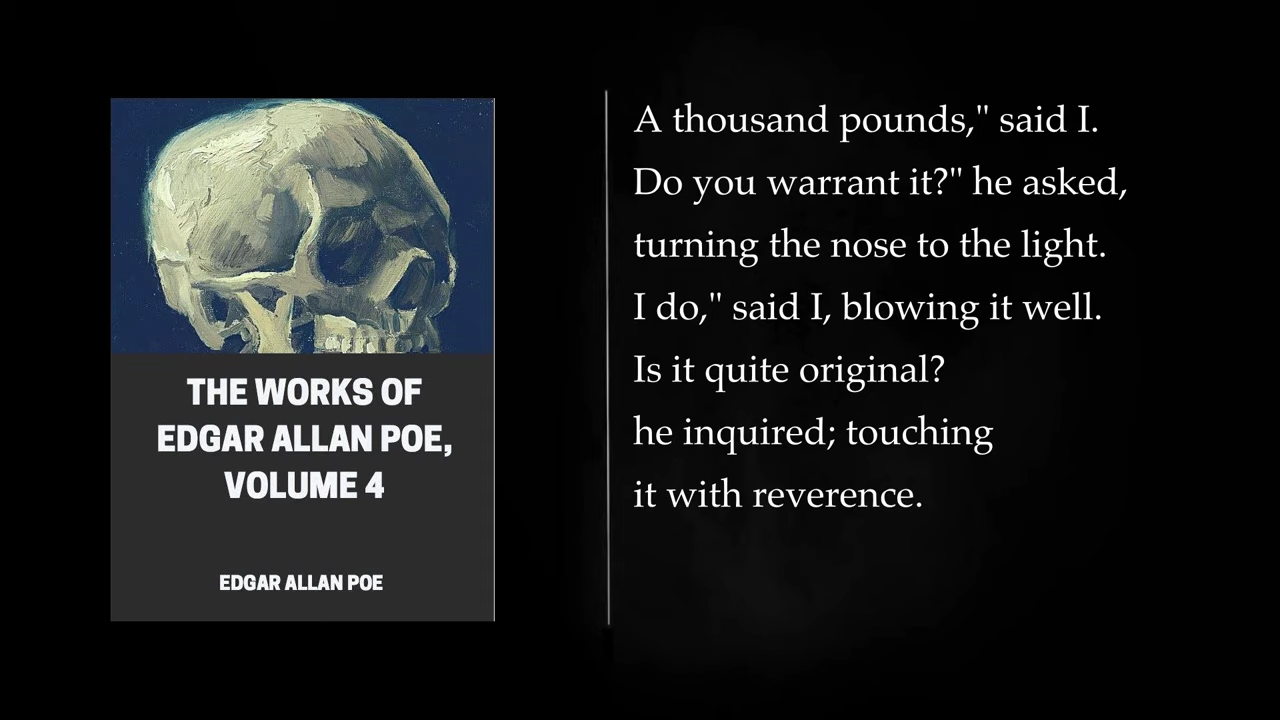 THE WORKS OF
EDGAR ALLAN POE,
VOLUME 4
EDGAR ALLAN POE
A thousand pounds," said I.
Do you warrant it?" he asked,
turning the nose to the light.
I do," said I, blowing it well.
Is it quite original?
he inquired; touching
it with reverence.